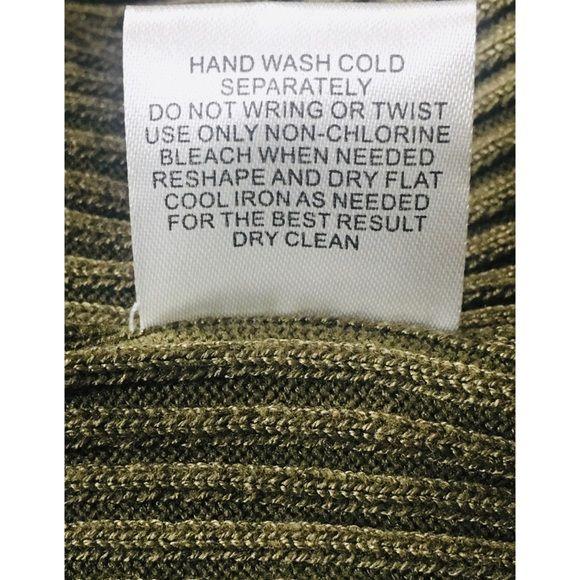 HAND WASH COLD
SEPARATELY
DO NOT WRING OR TWIST
USE ONLY NON-CHLORINE
BLEACH WHEN NEEDED
RESHAPE AND DRY FLAT
COOL IRON AS NEEDED
FOR THE BEST RESULT
DRY CLEAN